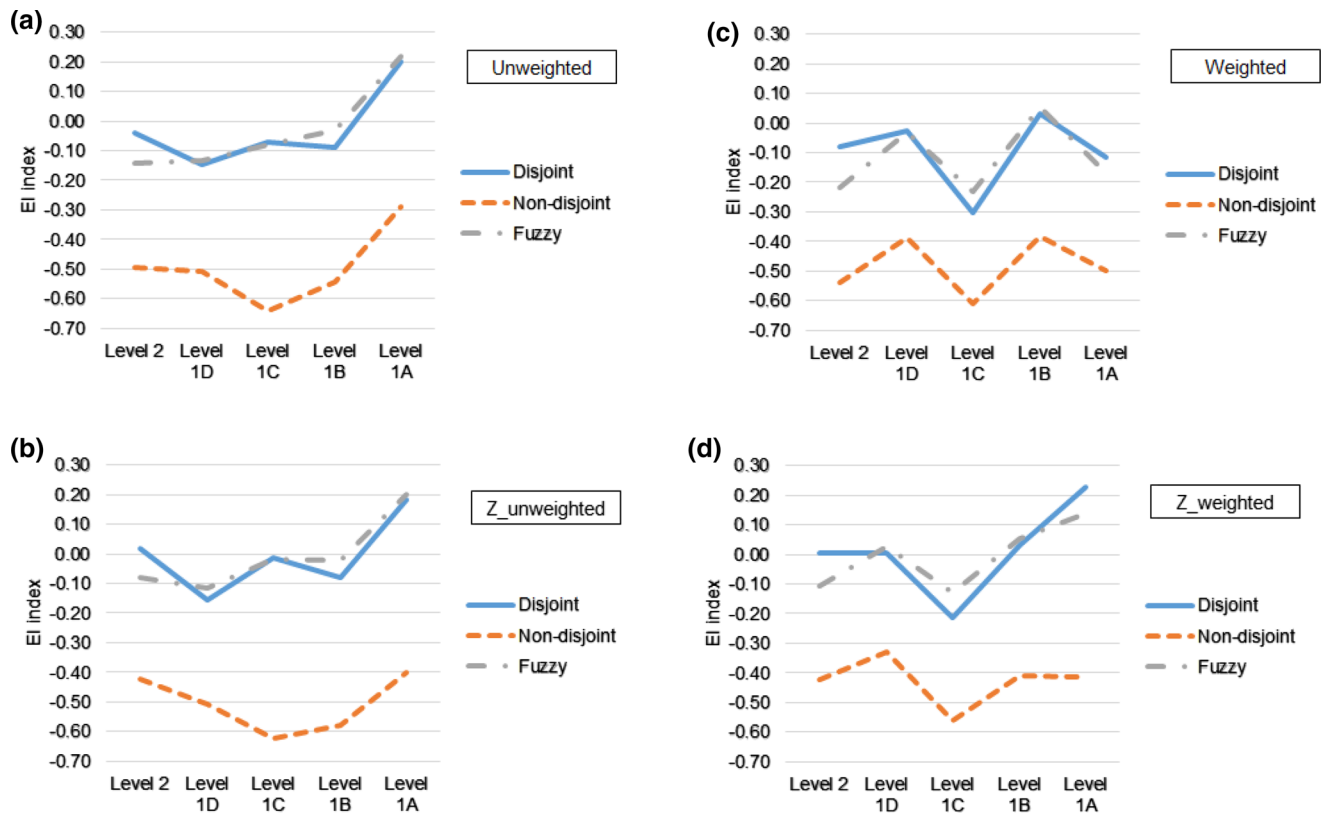 (a)
0.30
0.20
0.10
0.00
-0.10
-0.20
-0.30
-0.40
-0.50
-0.60
-0.70
EI index
Level 2
Level 1D
Level 1C
Level 1B
Level 1A
Unweighted
Disjoint
Non-disjoint
Fuzzy
(c)
0.30
0.20
0.10
0.00
-0.10
-0.20
-0.30
-0.40
-0.50
-0.60
-0.70
EI index
Level 2
Level 1D
Level 1C
Level 1B
Level 1A
Weighted
Disjoint
Non-disjoint
Fuzzy
(b)
0.30
0.20
0.10
0.00
-0.10
-0.20
-0.30
-0.40
-0.50
-0.60
-0.70
EI index
Level 2
Level 1D
Level 1C
Level 1B
Level 1A
Z_unweighted
Disjoint
Non-disjoint
Fuzzy
(d)
0.30
0.20
0.10
0.00
-0.10
-0.20
-0.30
-0.40
-0.50
-0.60
-0.70
EI index
Level 2
Level 1D
Level 1C
Level 1B
Level 1A
Z_weighted
Disjoint
Non-disjoint
Fuzzy